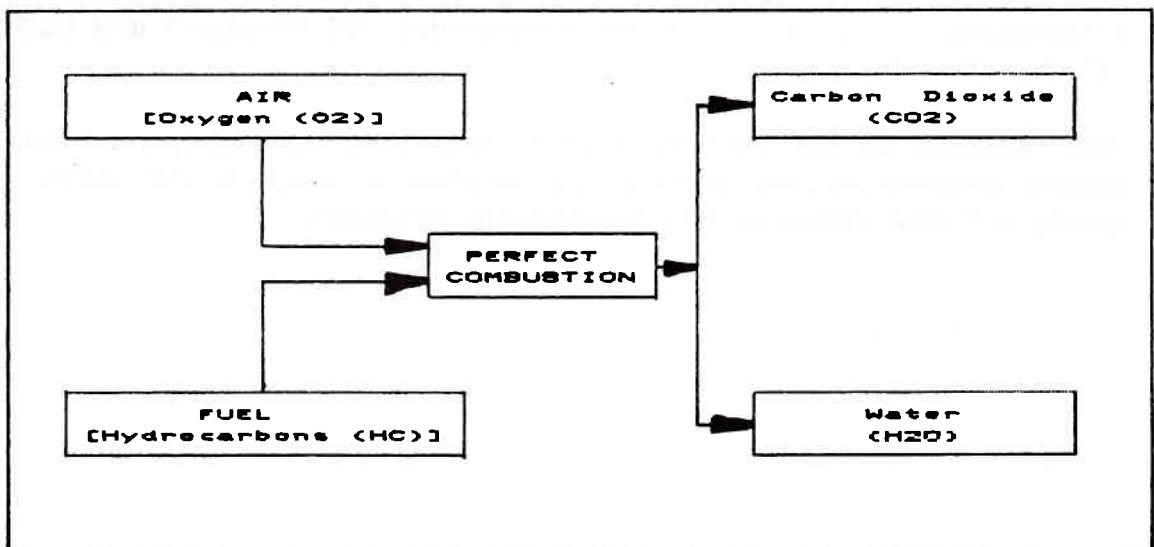 AIR
[Oxygen (O2)]
Carbon Dioxide
(CO2)
PERFECT
COMBUSTION
FUEL
[Hydrocarbons (HC)]
Water
(H2O)